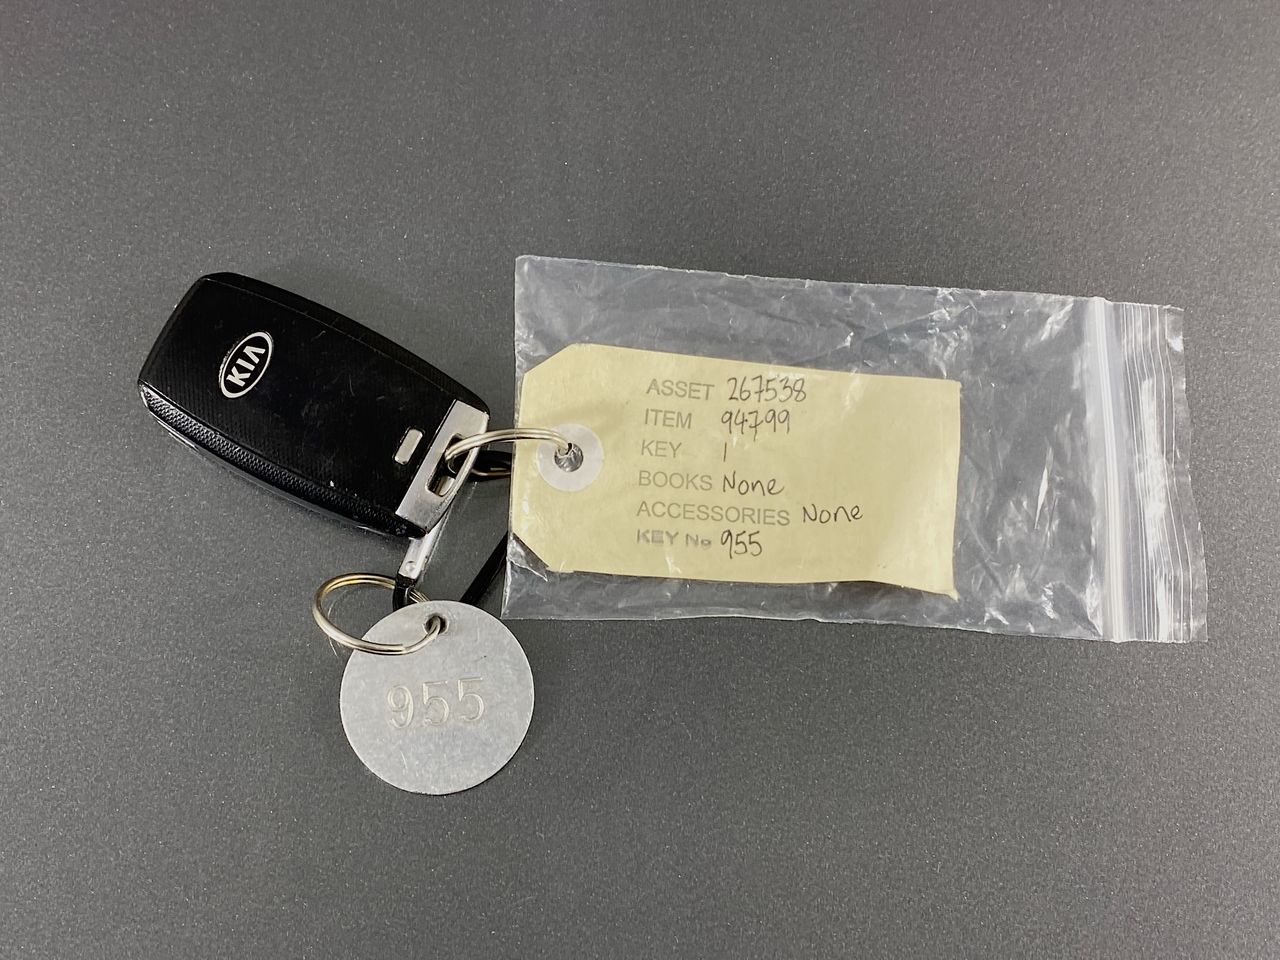 KIA
ASSET 267538
ITEM 94799
KEY 1
BOOKS None
ACCESSORIES None
KEY No 955
955